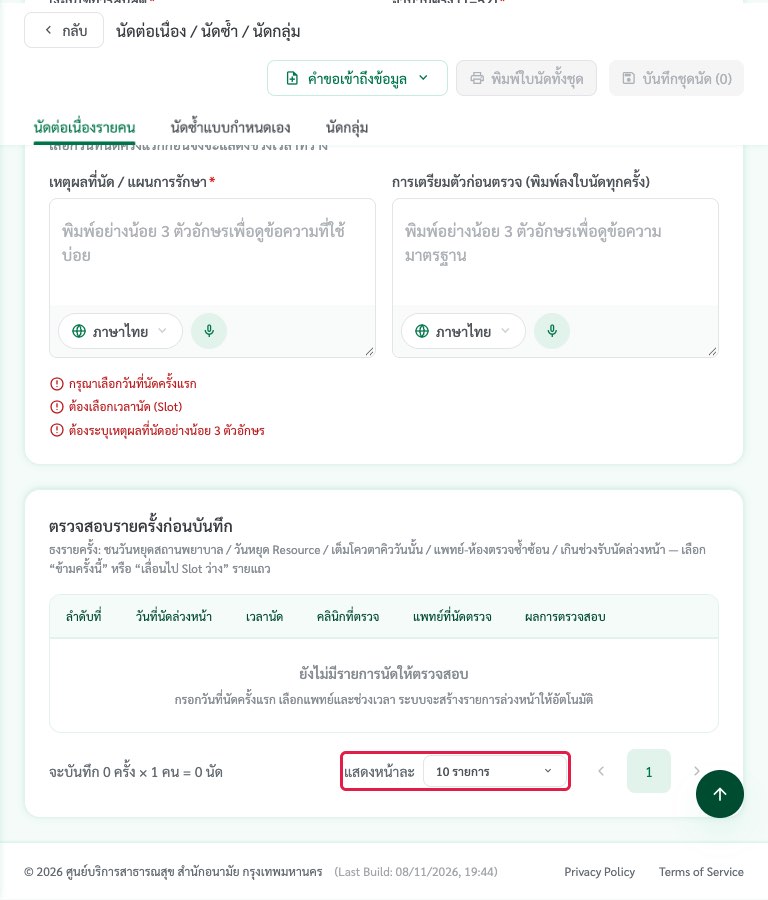 กลับ
นัดต่อเนื่อง / นัดซ้ำ / นัดกลุ่ม
คำขอเข้าถึงข้อมูล
พิมพ์ใบนัดทั้งชุด
บันทึกชุดนัด (0)
นัดต่อเนื่องรายคน
นัดซ้ำแบบกำหนดเอง
นัดกลุ่ม
เหตุผลที่นัด / แผนการรักษา*
การเตรียมตัวก่อนตรวจ (พิมพ์ลงใบนัดทุกครั้ง)
พิมพ์อย่างน้อย 3 ตัวอักษรเพื่อดูข้อความที่ใช้
บ่อย
พิมพ์อย่างน้อย 3 ตัวอักษรเพื่อดูข้อความ
มาตรฐาน
ภาษาไทย
ภาษาไทย
กรุณาเลือกวันที่นัดครั้งแรก
ต้องเลือกเวลานัด (Slot)
ต้องระบุเหตุผลที่นัดอย่างน้อย 3 ตัวอักษร
ตรวจสอบรายครั้งก่อนบันทึก
ธงรายครั้ง: ชนวันหยุดสถานพยาบาล / วันหยุด Resource / เต็มโควตาคิววันนั้น / แพทย์-ห้องตรวจซ้ำซ้อน / เกินช่วงรับนัดล่วงหน้า — เลือก
“ข้ามครั้งนี้” หรือ “เลื่อนไป Slot ว่าง” รายแถว
ลำดับที่
วันที่นัดล่วงหน้า
เวลานัด
คลินิกที่ตรวจ
แพทย์ที่นัดตรวจ
ผลการตรวจสอบ
ยังไม่มีรายการนัดให้ตรวจสอบ
กรอกวันที่นัดครั้งแรก เลือกแพทย์และช่วงเวลา ระบบจะสร้างรายการล่วงหน้าให้อัตโนมัติ
จะบันทึก 0 ครั้ง × 1 คน = 0 นัด
แสดงหน้าละ
10 รายการ
1
© 2026 ศูนย์บริการสาธารณสุข สำนักอนามัย กรุงเทพมหานคร
(Last Build: 08/11/2026, 19:44)
Privacy Policy
Terms of Service